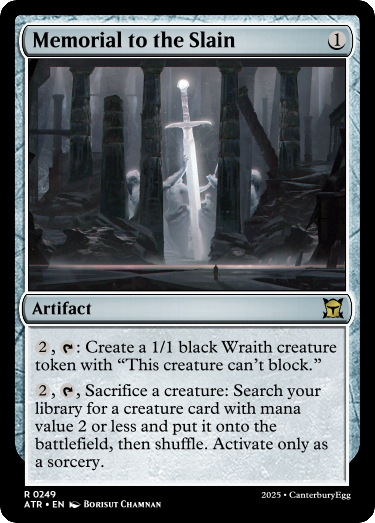 Memorial to the Slain 1
Artifact
2, : Create a 1/1 black Wraith creature
token with “This creature can’t block.”
2, , Sacrifice a creature: Search your
library for a creature card with mana
value 2 or less and put it onto the
battlefield, then shuffle. Activate only as
a sorcery.
R 0249
ATR • EN Borisut Chamnan
2025 • CanterburyEgg